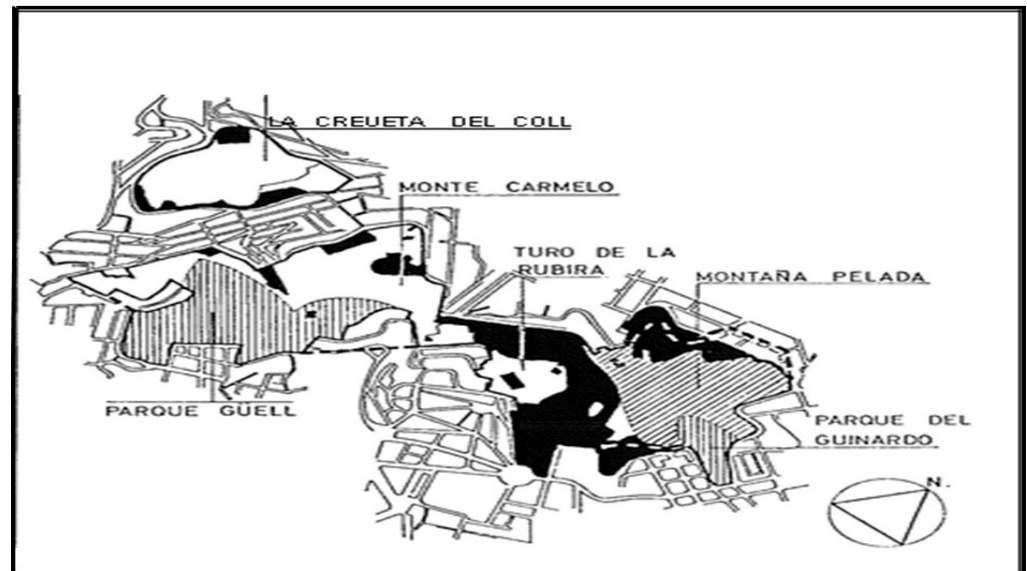 LA CREUETA DEL COLL
MONTE CARMELO
TURO DE LA
RUBIRA
MONTAÑA PELADA
PARQUE GÜELL
PARQUE DEL
GUINARDO
N.